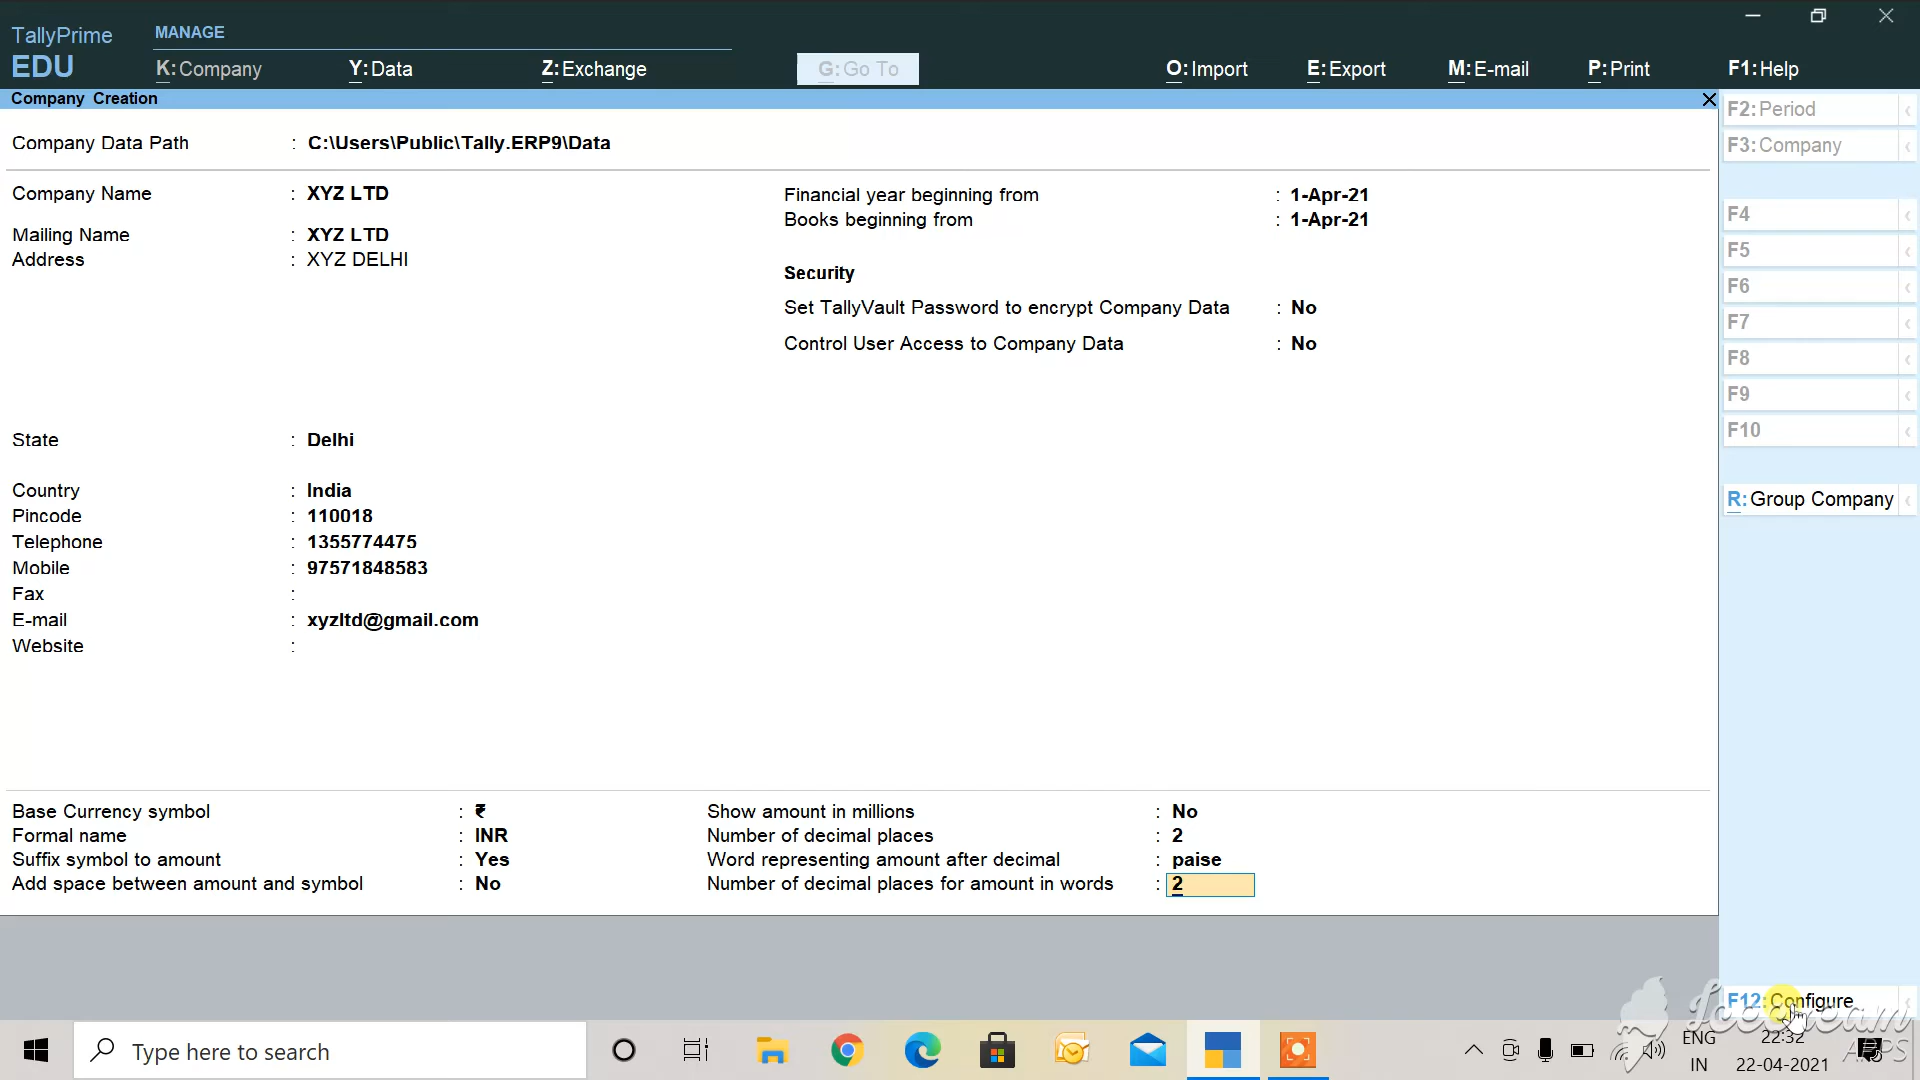 TallyPrime
EDU
MANAGE
K:Company Y:Data Z:Exchange G:Go To O:Import E:Export M:E-mail P:Print F1:Help
Company Creation
Company Data Path : C:\Users\Public\Tally.ERP9\Data
Company Name : XYZ LTD
Mailing Name : XYZ LTD
Address : XYZ DELHI
State : Delhi
Country : India
Pincode : 110018
Telephone : 1355774475
Mobile : 97571848583
Fax :
E-mail : xyzltd@gmail.com
Website :
Financial year beginning from : 1-Apr-21
Books beginning from : 1-Apr-21
Security
Set TallyVault Password to encrypt Company Data : No
Control User Access to Company Data : No
Base Currency symbol : ₹
Formal name : INR
Suffix symbol to amount : Yes
Add space between amount and symbol : No
Show amount in millions : No
Number of decimal places : 2
Word representing amount after decimal : paise
Number of decimal places for amount in words : 2
F2:Period
F3:Company
F4
F5
F6
F7
F8
F9
F10
R:Group Company
F12:Configure
Icecream
APPS
Type here to search
ENG
IN
22:32
22-04-2021